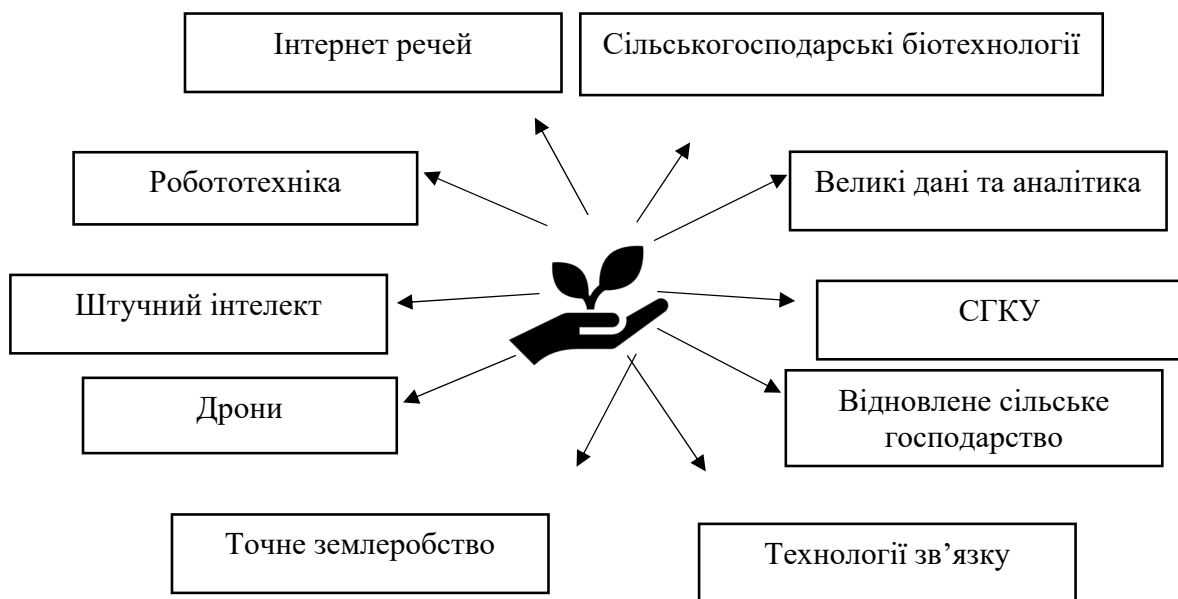 Інтернет речей
Сільськогосподарські біотехнології
Робототехніка
Великі дані та аналітика
Штучний інтелект
СГКУ
Дрони
Відновлене сільське
господарство
Точне землеробство
Технології зв’язку